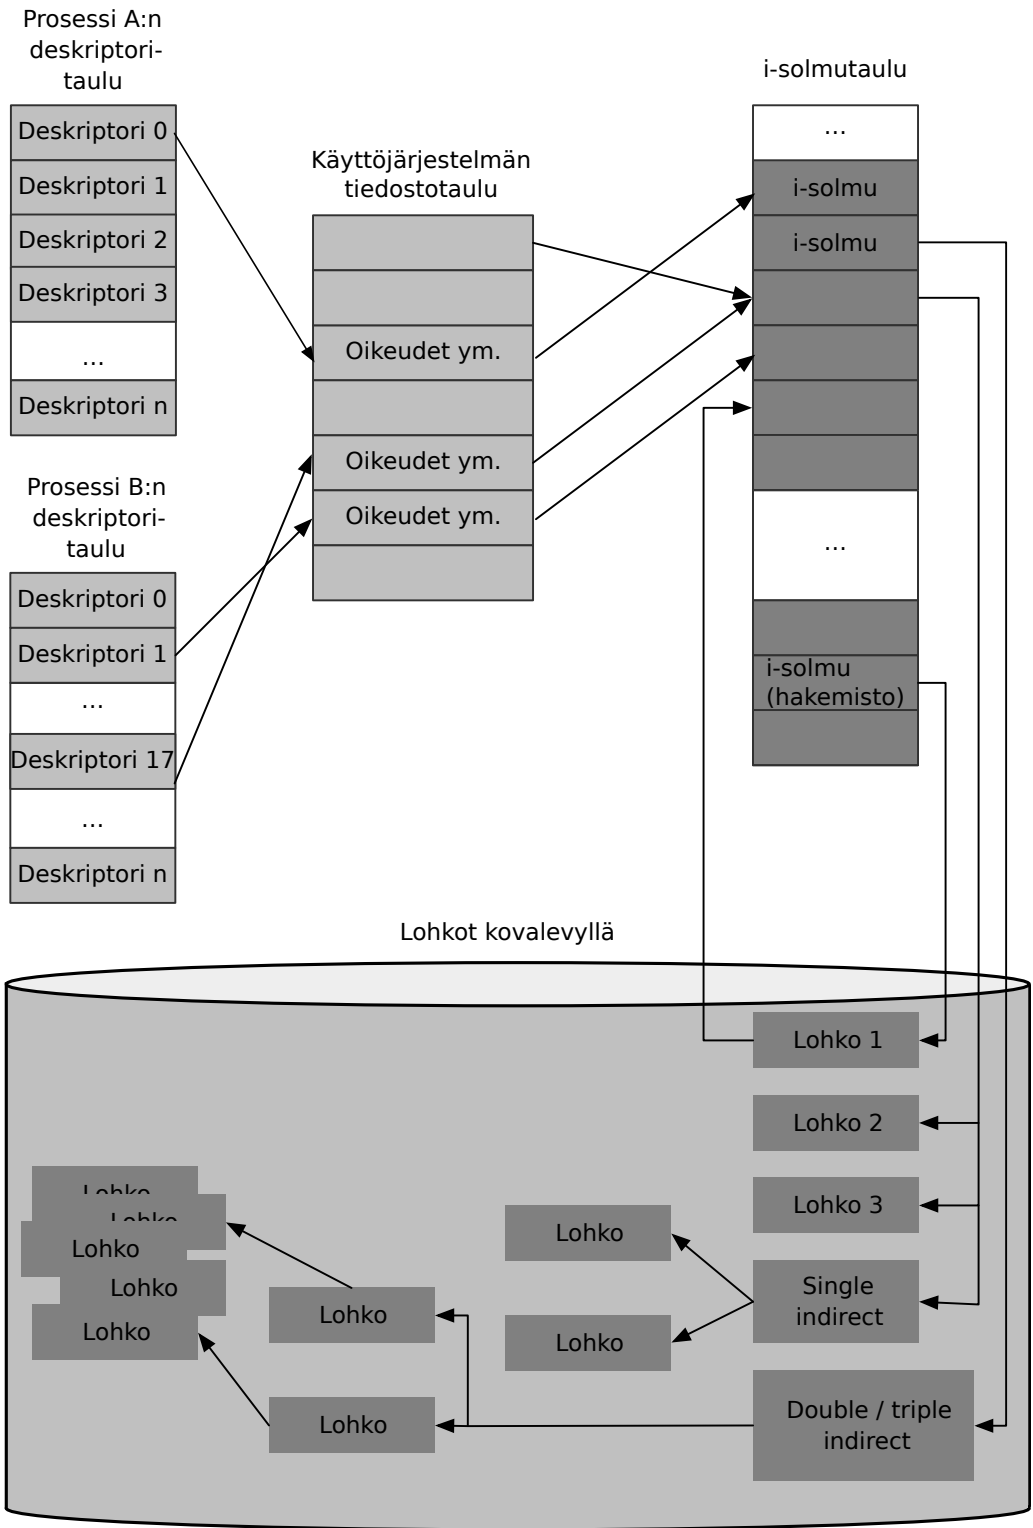 Prosessi A:n
deskriptori-
taulu
Deskriptori 0
Deskriptori 1
Deskriptori 2
Deskriptori 3
...
Deskriptori n
Prosessi B:n
deskriptori-
taulu
Deskriptori 0
Deskriptori 1
...
Deskriptori 17
...
Deskriptori n
Käyttöjärjestelmän
tiedostotaulu
Oikeudet ym.
Oikeudet ym.
Oikeudet ym.
i-solmutaulu
...
i-solmu
i-solmu
...
i-solmu
(hakemisto)
Lohkot kovalevyllä
Lohko 1
Lohko 2
Lohko 3
Single
indirect
Double / triple
indirect
Lohko
Lohko
Lohko
Lohko
Lohko
Lohko
Lohko
Lohko
Lohko